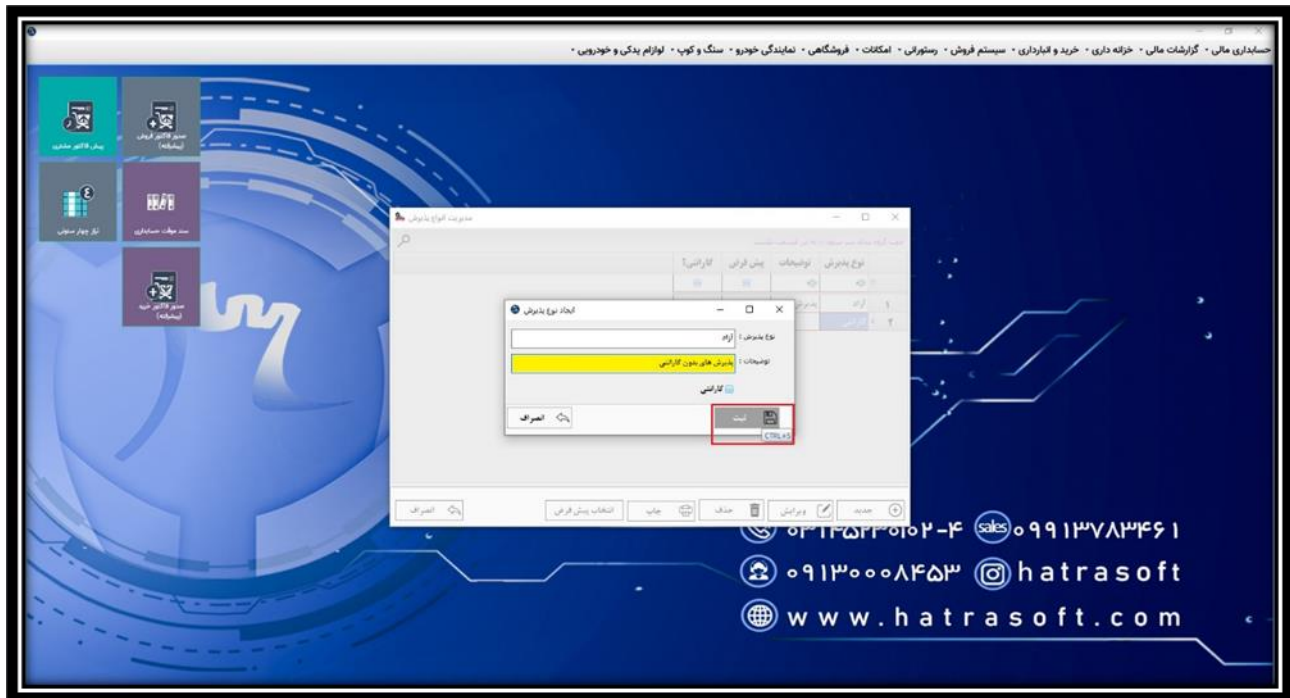 حسابداری مالی • گزارشات مالی • خزانه داری • خرید و انبارداری • سیستم فروش • رستورانی • امکانات • فروشگاهی • نمایندگی خودرو • سنگ و کوپ • لوازم یدکی و خودرویی •
صدور فاکتور فروش (پیشرفته)
پیش فاکتور مشتری
سند موقت حسابداری
تراز چهار ستونی
صدور فاکتور خرید (پیشرفته)
مدیریت انواع پذیرش
نوع پذیرش توضیحات پیش فرض گارانتی؟
۱ آزاد
۲ گارانتی
ایجاد نوع پذیرش
نوع پذیرش : آزاد
توضیحات : پذیرش های بدون گارانتی
گارانتی
ثبت انصراف
CTRL+S
جدید ویرایش حذف چاپ انتخاب پیش فرض انصراف
sales ۰۹۹۱۳۷۸۳۴۶۱
۰۹۱۳۰۰۰۸۴۵۳ hatrasoft
www.hatrasoft.com